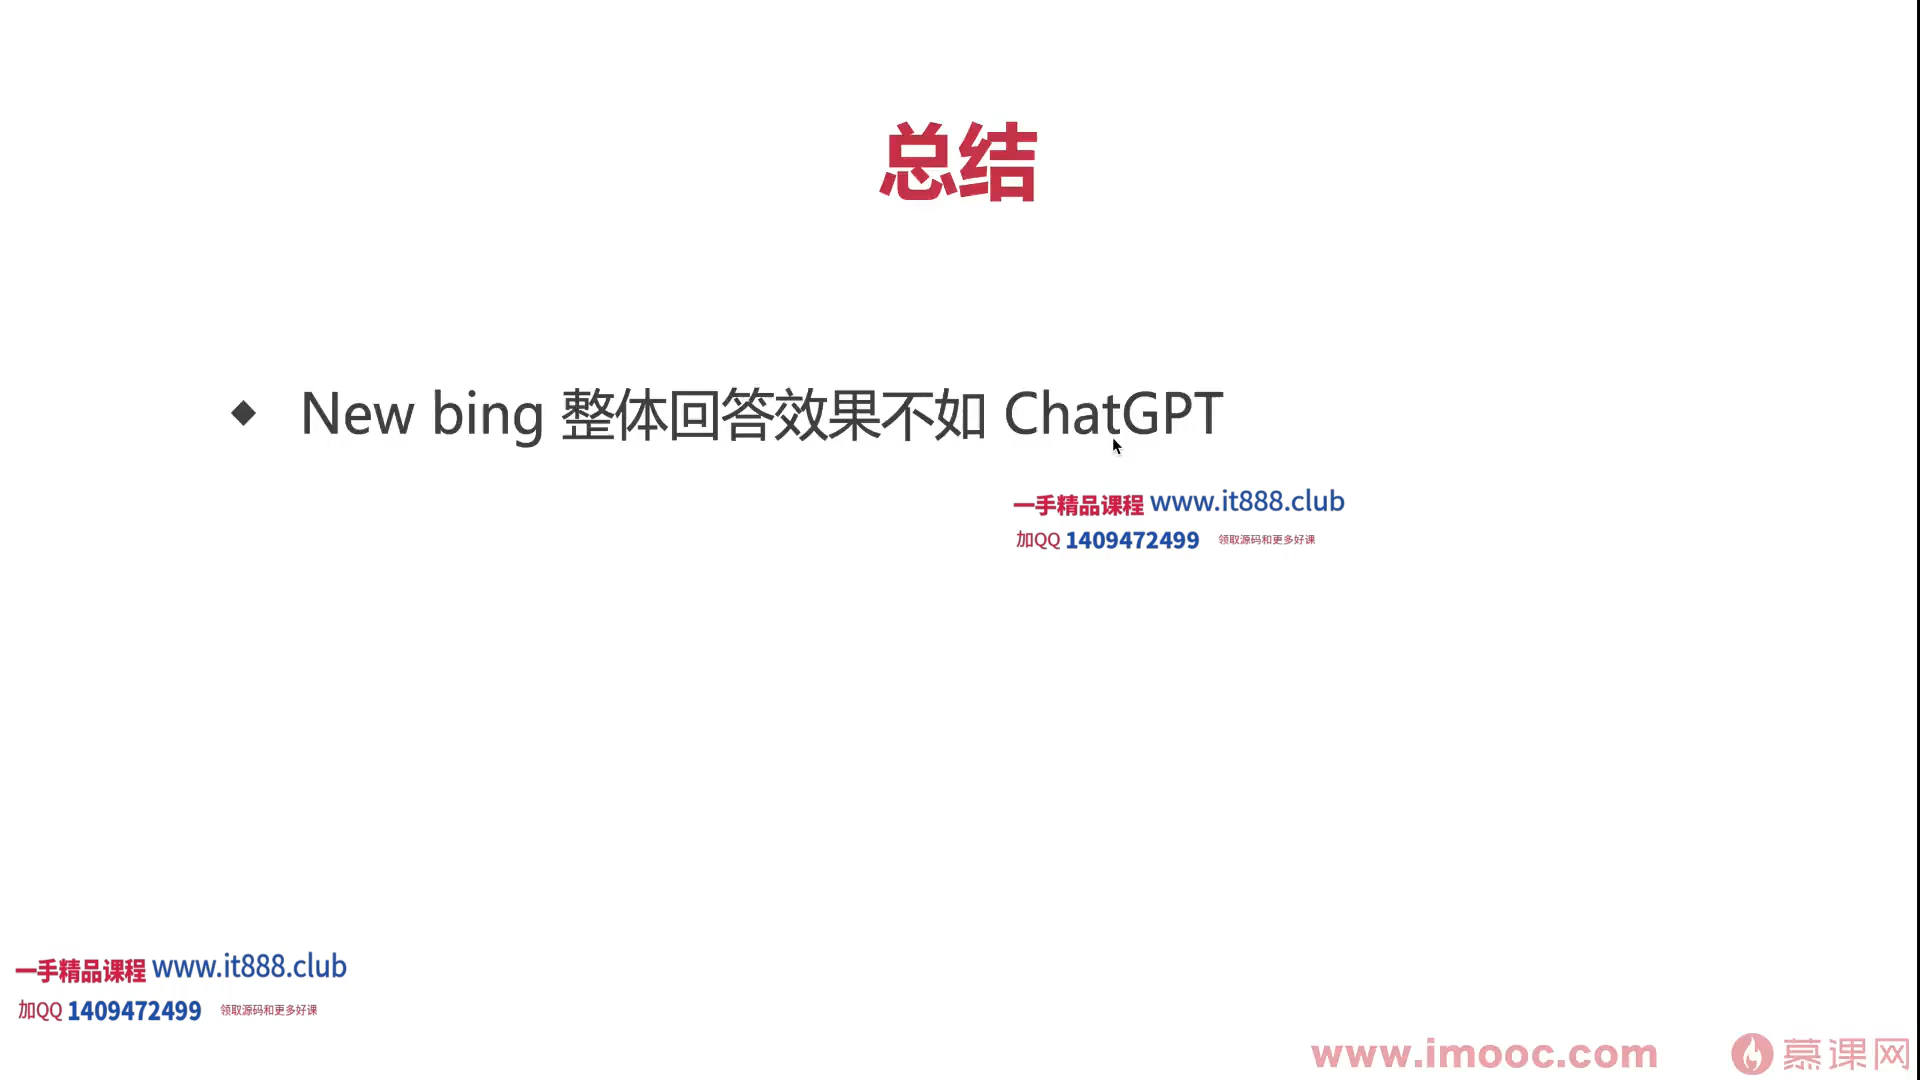 总结
◆ New bing 整体回答效果不如 ChatGPT
一手精品课程 www.it888.club
加QQ 1409472499 领取源码和更多好课
一手精品课程 www.it888.club
加QQ 1409472499 领取源码和更多好课
www.imooc.com 慕课网